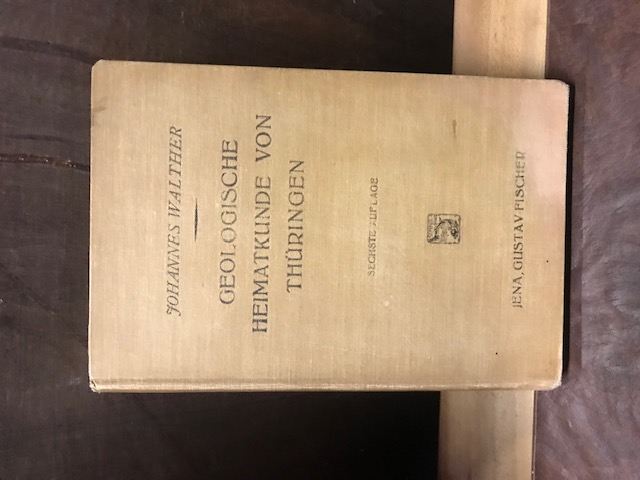 JOHANNES WALTHER
GEOLOGISCHE
HEIMATKUNDE VON
THÜRINGEN
SECHSTE AUFLAGE
JENA, GUSTAV FISCHER